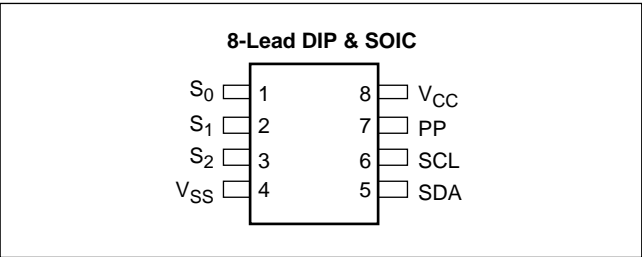 8-Lead DIP & SOIC
S0 1 8 VCC
S1 2 7 PP
S2 3 6 SCL
VSS 4 5 SDA